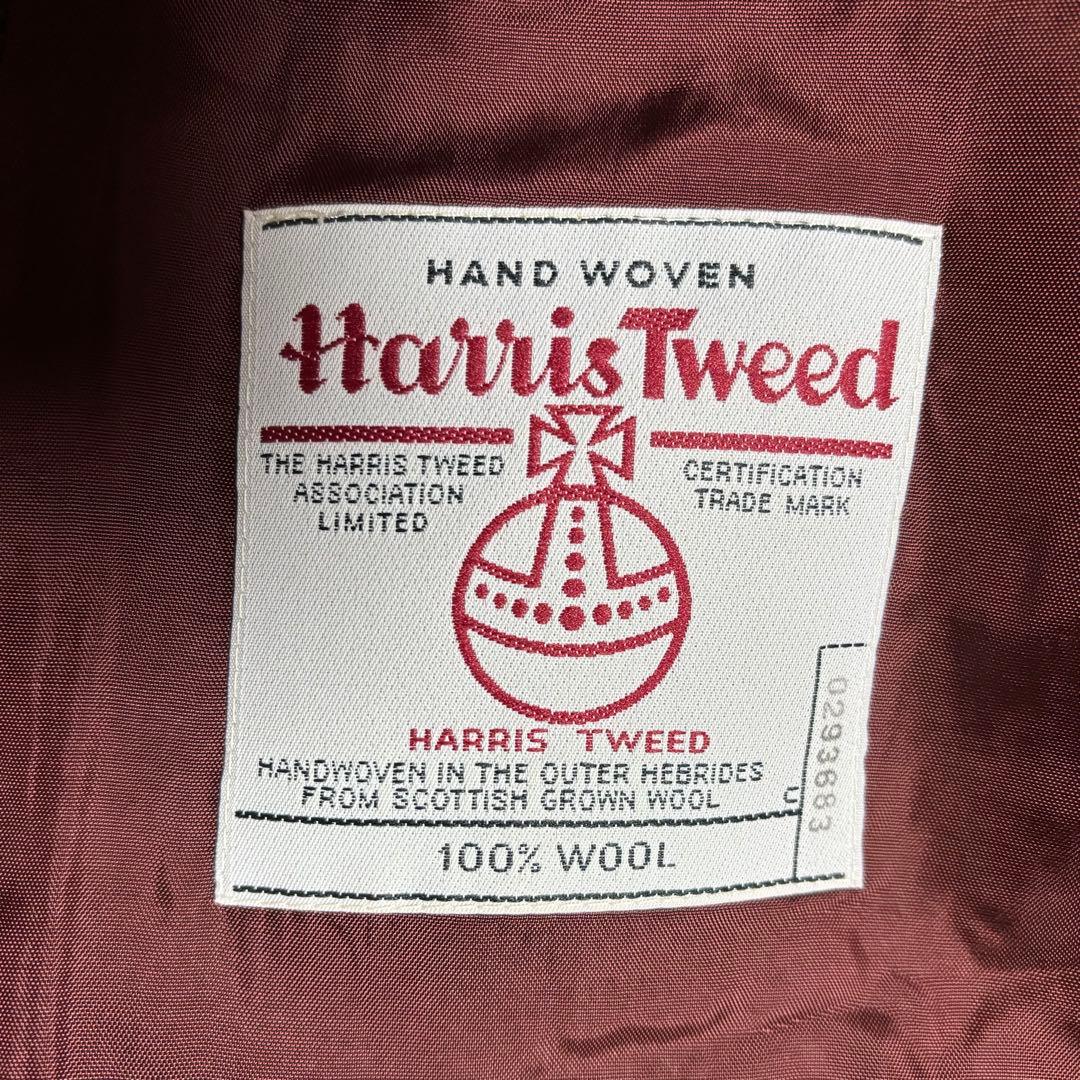 HAND WOVEN
Harris Tweed
THE HARRIS TWEED
ASSOCIATION
LIMITED
CERTIFICATION
TRADE MARK
HARRIS TWEED
HANDWOVEN IN THE OUTER HEBRIDES
FROM SCOTTISH GROWN WOOL
C
0293683
100% WOOL